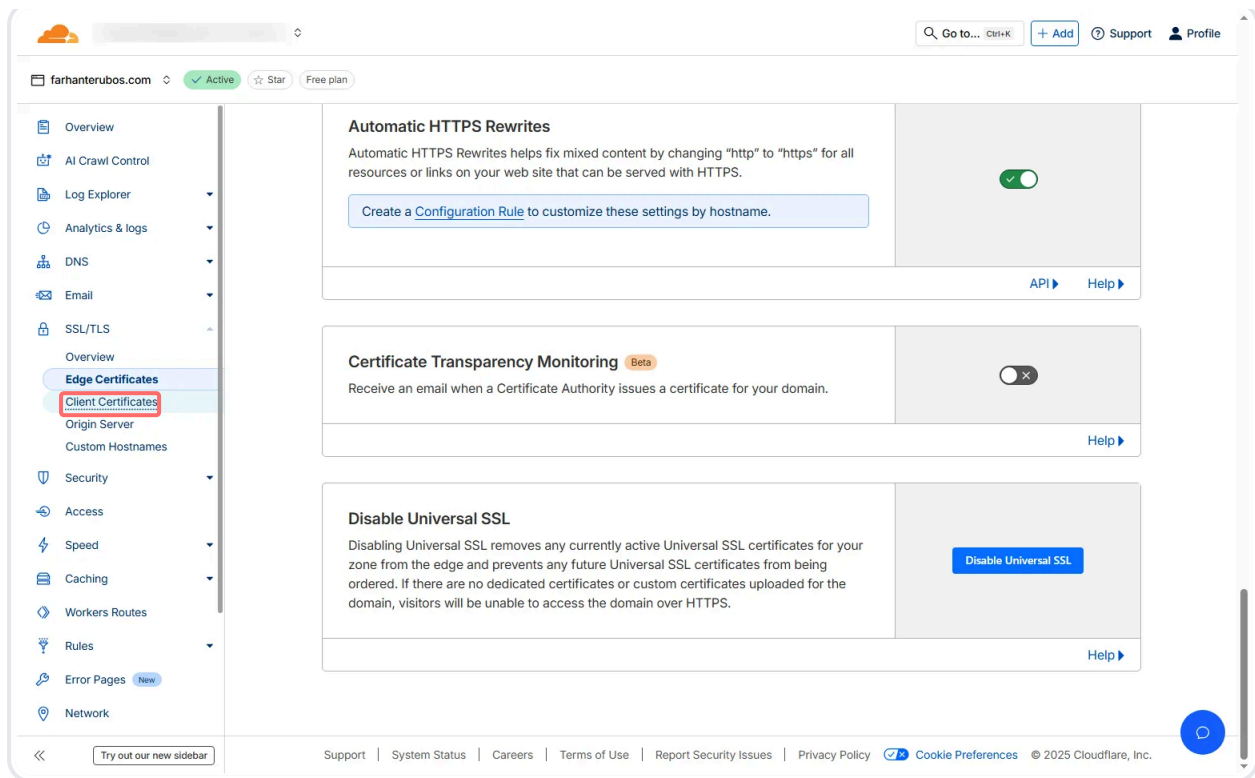 Go to... Ctrl+K
+ Add
Support
Profile
farhanterubos.com
Active
Star
Free plan
Overview
AI Crawl Control
Log Explorer
Analytics & logs
DNS
Email
SSL/TLS
Overview
Edge Certificates
Client Certificates
Origin Server
Custom Hostnames
Security
Access
Speed
Caching
Workers Routes
Rules
Error Pages New
Network
Try out our new sidebar
Automatic HTTPS Rewrites
Automatic HTTPS Rewrites helps fix mixed content by changing “http” to “https” for all
resources or links on your web site that can be served with HTTPS.
Create a Configuration Rule to customize these settings by hostname.
API
Help
Certificate Transparency Monitoring Beta
Receive an email when a Certificate Authority issues a certificate for your domain.
Help
Disable Universal SSL
Disabling Universal SSL removes any currently active Universal SSL certificates for your
zone from the edge and prevents any future Universal SSL certificates from being
ordered. If there are no dedicated certificates or custom certificates uploaded for the
domain, visitors will be unable to access the domain over HTTPS.
Disable Universal SSL
Help
Support | System Status | Careers | Terms of Use | Report Security Issues | Privacy Policy Cookie Preferences © 2025 Cloudflare, Inc.